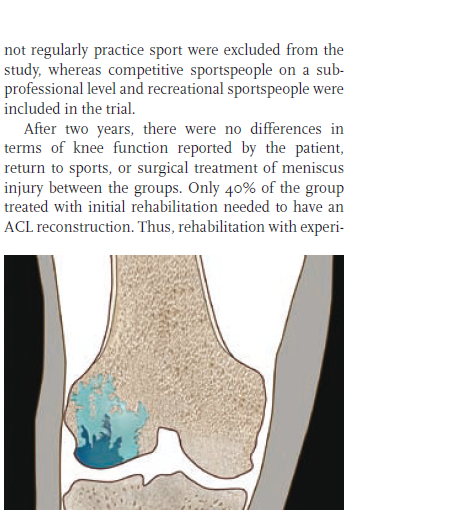 not regularly practice sport were excluded from the
study, whereas competitive sportspeople on a sub-
professional level and recreational sportspeople were
included in the trial.
After two years, there were no differences in
terms of knee function reported by the patient,
return to sports, or surgical treatment of meniscus
injury between the groups. Only 40% of the group
treated with initial rehabilitation needed to have an
ACL reconstruction. Thus, rehabilitation with experi-